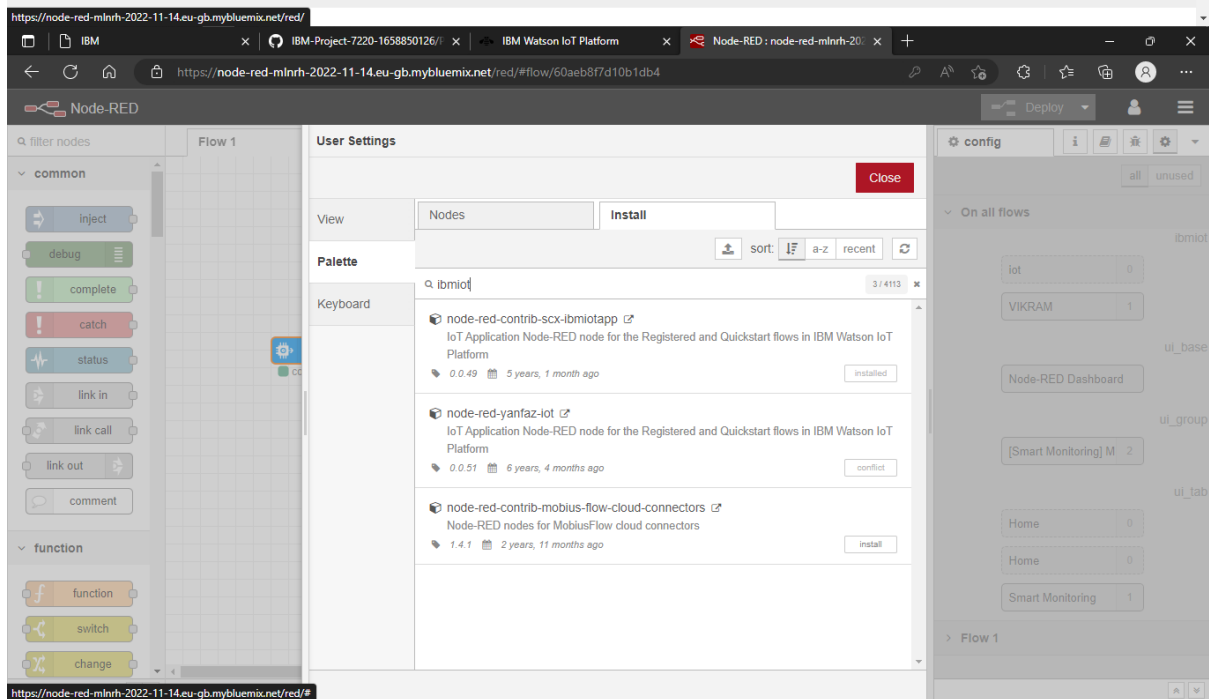 https://node-red-mlnrh-2022-11-14.eu-gb.mybluemix.net/red/
IBM
IBM-Project-7220-1658850126/
IBM Watson IoT Platform
Node-RED : node-red-mlnrh-202
https://node-red-mlnrh-2022-11-14.eu-gb.mybluemix.net/red/#flow/60aeb8f7d10b1db4
Node-RED
Deploy
filter nodes
Flow 1
common
inject
debug
complete
catch
status
link in
link call
link out
comment
function
function
switch
change
co
User Settings
Close
View
Palette
Keyboard
Nodes
Install
sort:
a-z
recent
ibmiot
3 / 4113
node-red-contrib-scx-ibmiotapp
IoT Application Node-RED node for the Registered and Quickstart flows in IBM Watson IoT
Platform
0.0.49 5 years, 1 month ago
installed
node-red-yanfaz-iot
IoT Application Node-RED node for the Registered and Quickstart flows in IBM Watson IoT
Platform
0.0.51 6 years, 4 months ago
conflict
node-red-contrib-mobius-flow-cloud-connectors
Node-RED nodes for MobiusFlow cloud connectors
1.4.1 2 years, 11 months ago
install
config
all unused
On all flows
ibmiot
iot 0
VIKRAM 1
ui_base
Node-RED Dashboard
ui_group
[Smart Monitoring] M 2
ui_tab
Home 0
Home 0
Smart Monitoring 1
Flow 1
https://node-red-mlnrh-2022-11-14.eu-gb.mybluemix.net/red/#